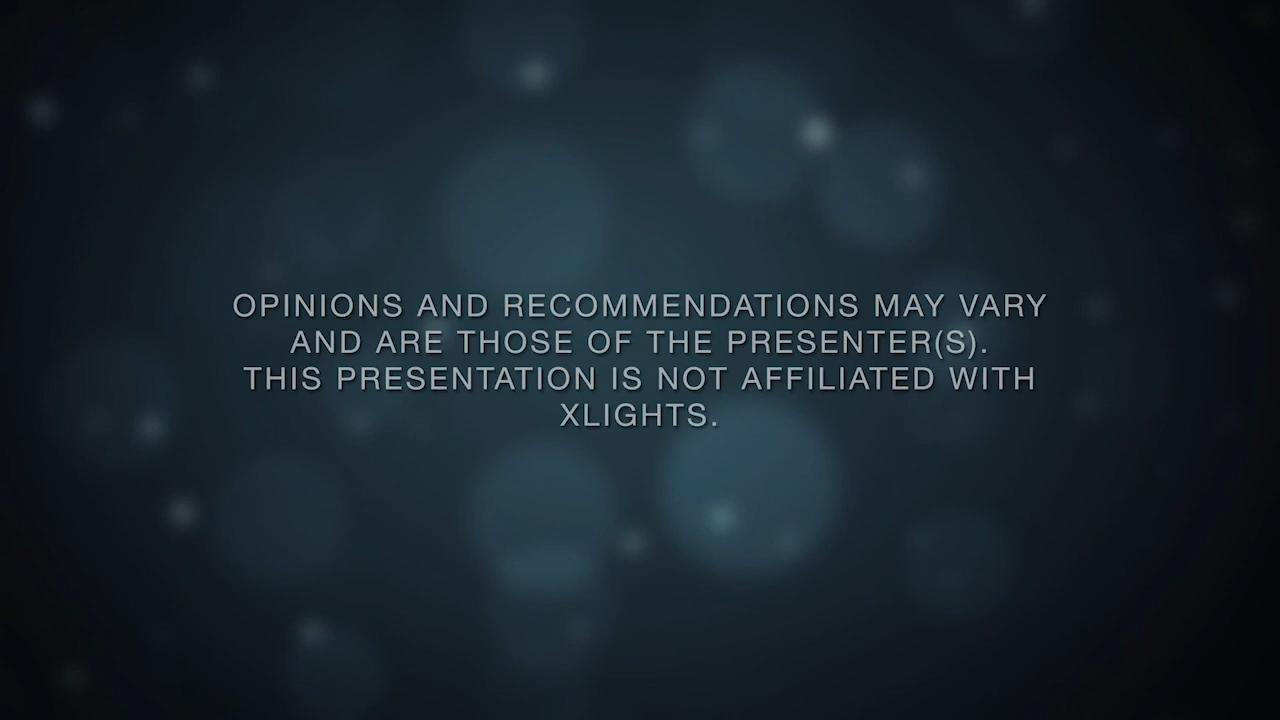 OPINIONS AND RECOMMENDATIONS MAY VARY
AND ARE THOSE OF THE PRESENTER(S).
THIS PRESENTATION IS NOT AFFILIATED WITH
XLIGHTS.